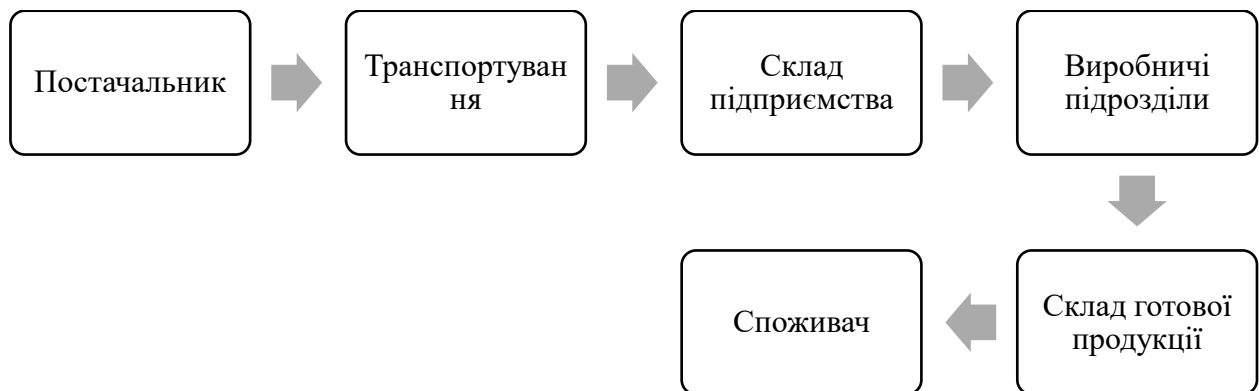 Постачальник
Транспортуван
ня
Склад
підприємства
Виробничі
підрозділи
Склад готової
продукції
Споживач